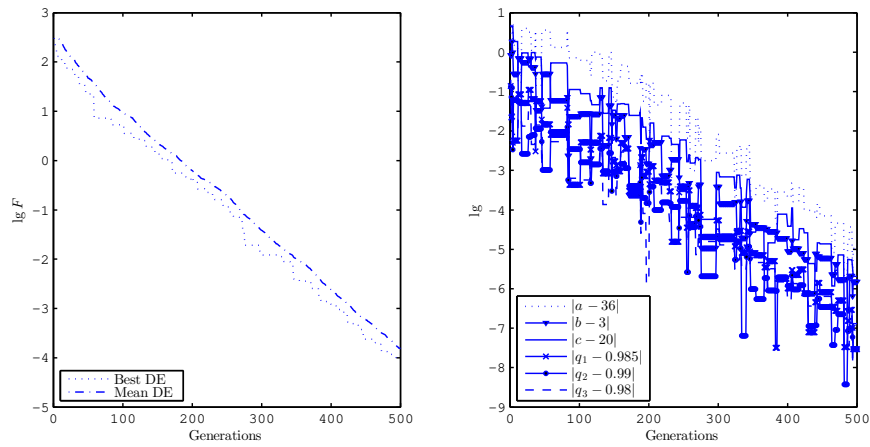 3
2
1
0
−1
−2
−3
−4
−5
lg F
0
100
200
300
400
500
Generations
Best DE
Mean DE
1
0
−1
−2
−3
−4
−5
−6
−7
−8
−9
lg
0
100
200
300
400
500
Generations
|a − 36|
|b − 3|
|c − 20|
|q₁ − 0.985|
|q₂ − 0.99|
|q₃ − 0.98|